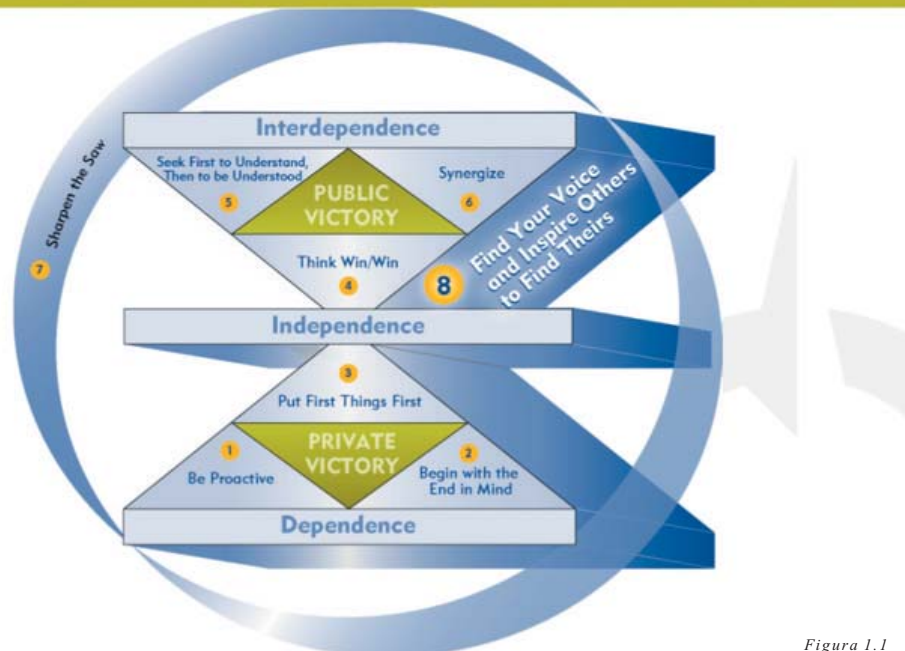 Interdependence
Seek First to Understand,
Then to be Understood
5
PUBLIC
VICTORY
Synergize
6
Think Win/Win
4
7 Sharpen the Saw
8
Find Your Voice
and Inspire Others
to Find Theirs
Independence
3
Put First Things First
1
Be Proactive
PRIVATE
VICTORY
2
Begin with the
End in Mind
Dependence
Figura 1.1